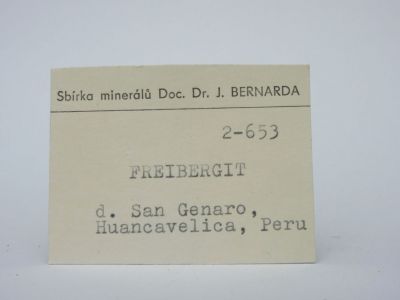 Sbírka minerálů Doc. Dr. J. BERNARDA
2-653
FREIBERGIT
d. San Genaro,
Huancavelica, Peru